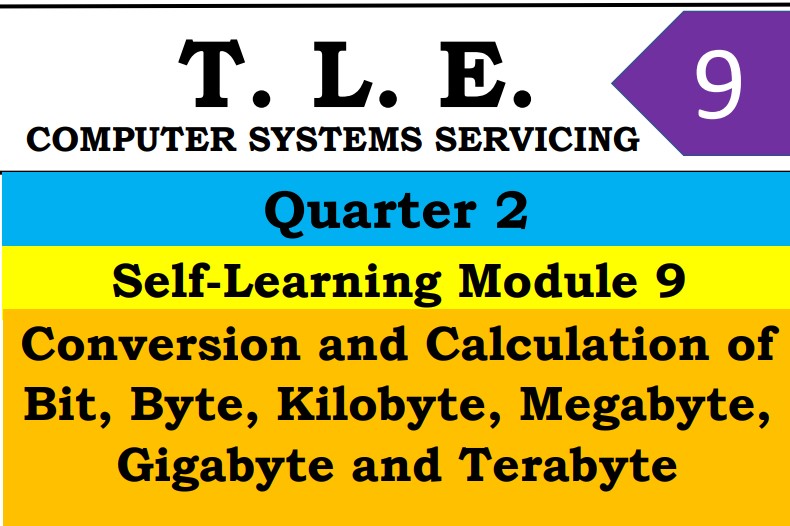 T. L. E.
9
COMPUTER SYSTEMS SERVICING
Quarter 2
Self-Learning Module 9
Conversion and Calculation of
Bit, Byte, Kilobyte, Megabyte,
Gigabyte and Terabyte